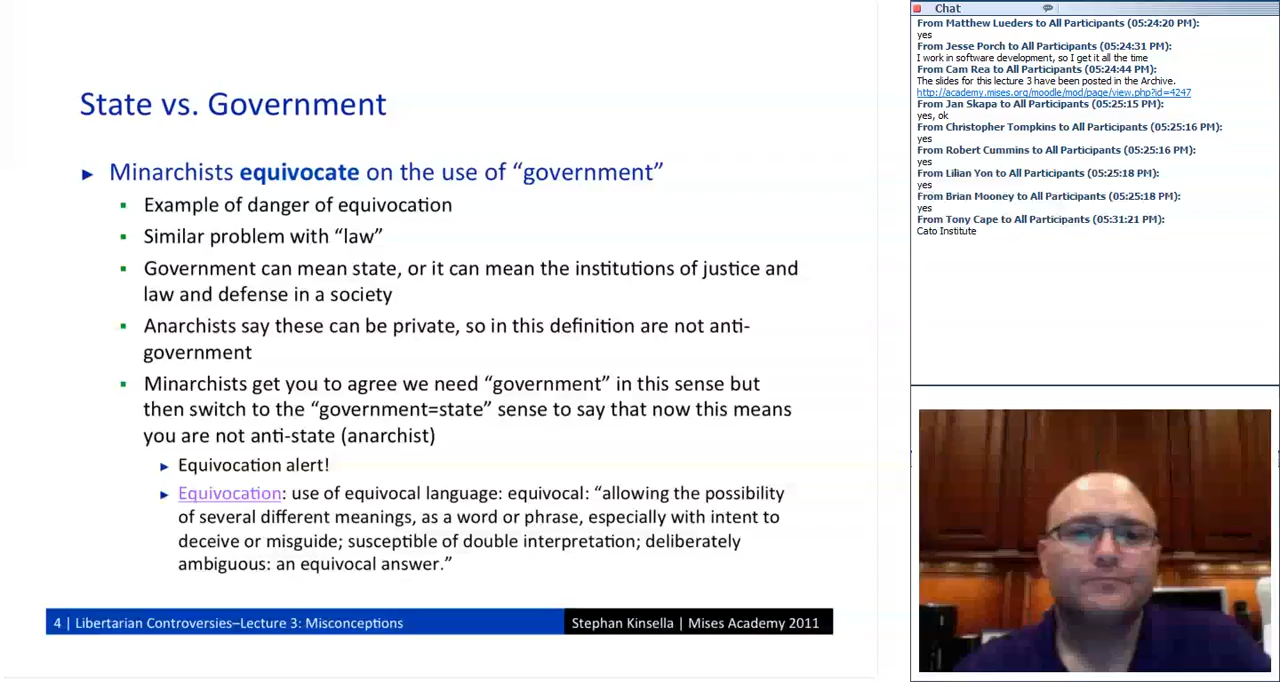 State vs. Government
► Minarchists equivocate on the use of “government”
▪ Example of danger of equivocation
▪ Similar problem with “law”
▪ Government can mean state, or it can mean the institutions of justice and
law and defense in a society
▪ Anarchists say these can be private, so in this definition are not anti-
government
▪ Minarchists get you to agree we need “government” in this sense but
then switch to the “government=state” sense to say that now this means
you are not anti-state (anarchist)
► Equivocation alert!
► Equivocation: use of equivocal language: equivocal: “allowing the possibility
of several different meanings, as a word or phrase, especially with intent to
deceive or misguide; susceptible of double interpretation; deliberately
ambiguous: an equivocal answer.”
4 | Libertarian Controversies–Lecture 3: Misconceptions
Stephan Kinsella | Mises Academy 2011
Chat
From Matthew Lueders to All Participants (05:24:20 PM):
yes
From Jesse Porch to All Participants (05:24:31 PM):
I work in software development, so I get it all the time
From Cam Rea to All Participants (05:24:44 PM):
The slides for this lecture 3 have been posted in the Archive.
http://academy.mises.org/moodle/mod/page/view.php?id=4247
From Jan Skapa to All Participants (05:25:15 PM):
yes, ok
From Christopher Tompkins to All Participants (05:25:16 PM):
yes
From Robert Cummins to All Participants (05:25:16 PM):
yes
From Lilian Yon to All Participants (05:25:18 PM):
yes
From Brian Mooney to All Participants (05:25:18 PM):
yes
From Tony Cape to All Participants (05:31:21 PM):
Cato Institute